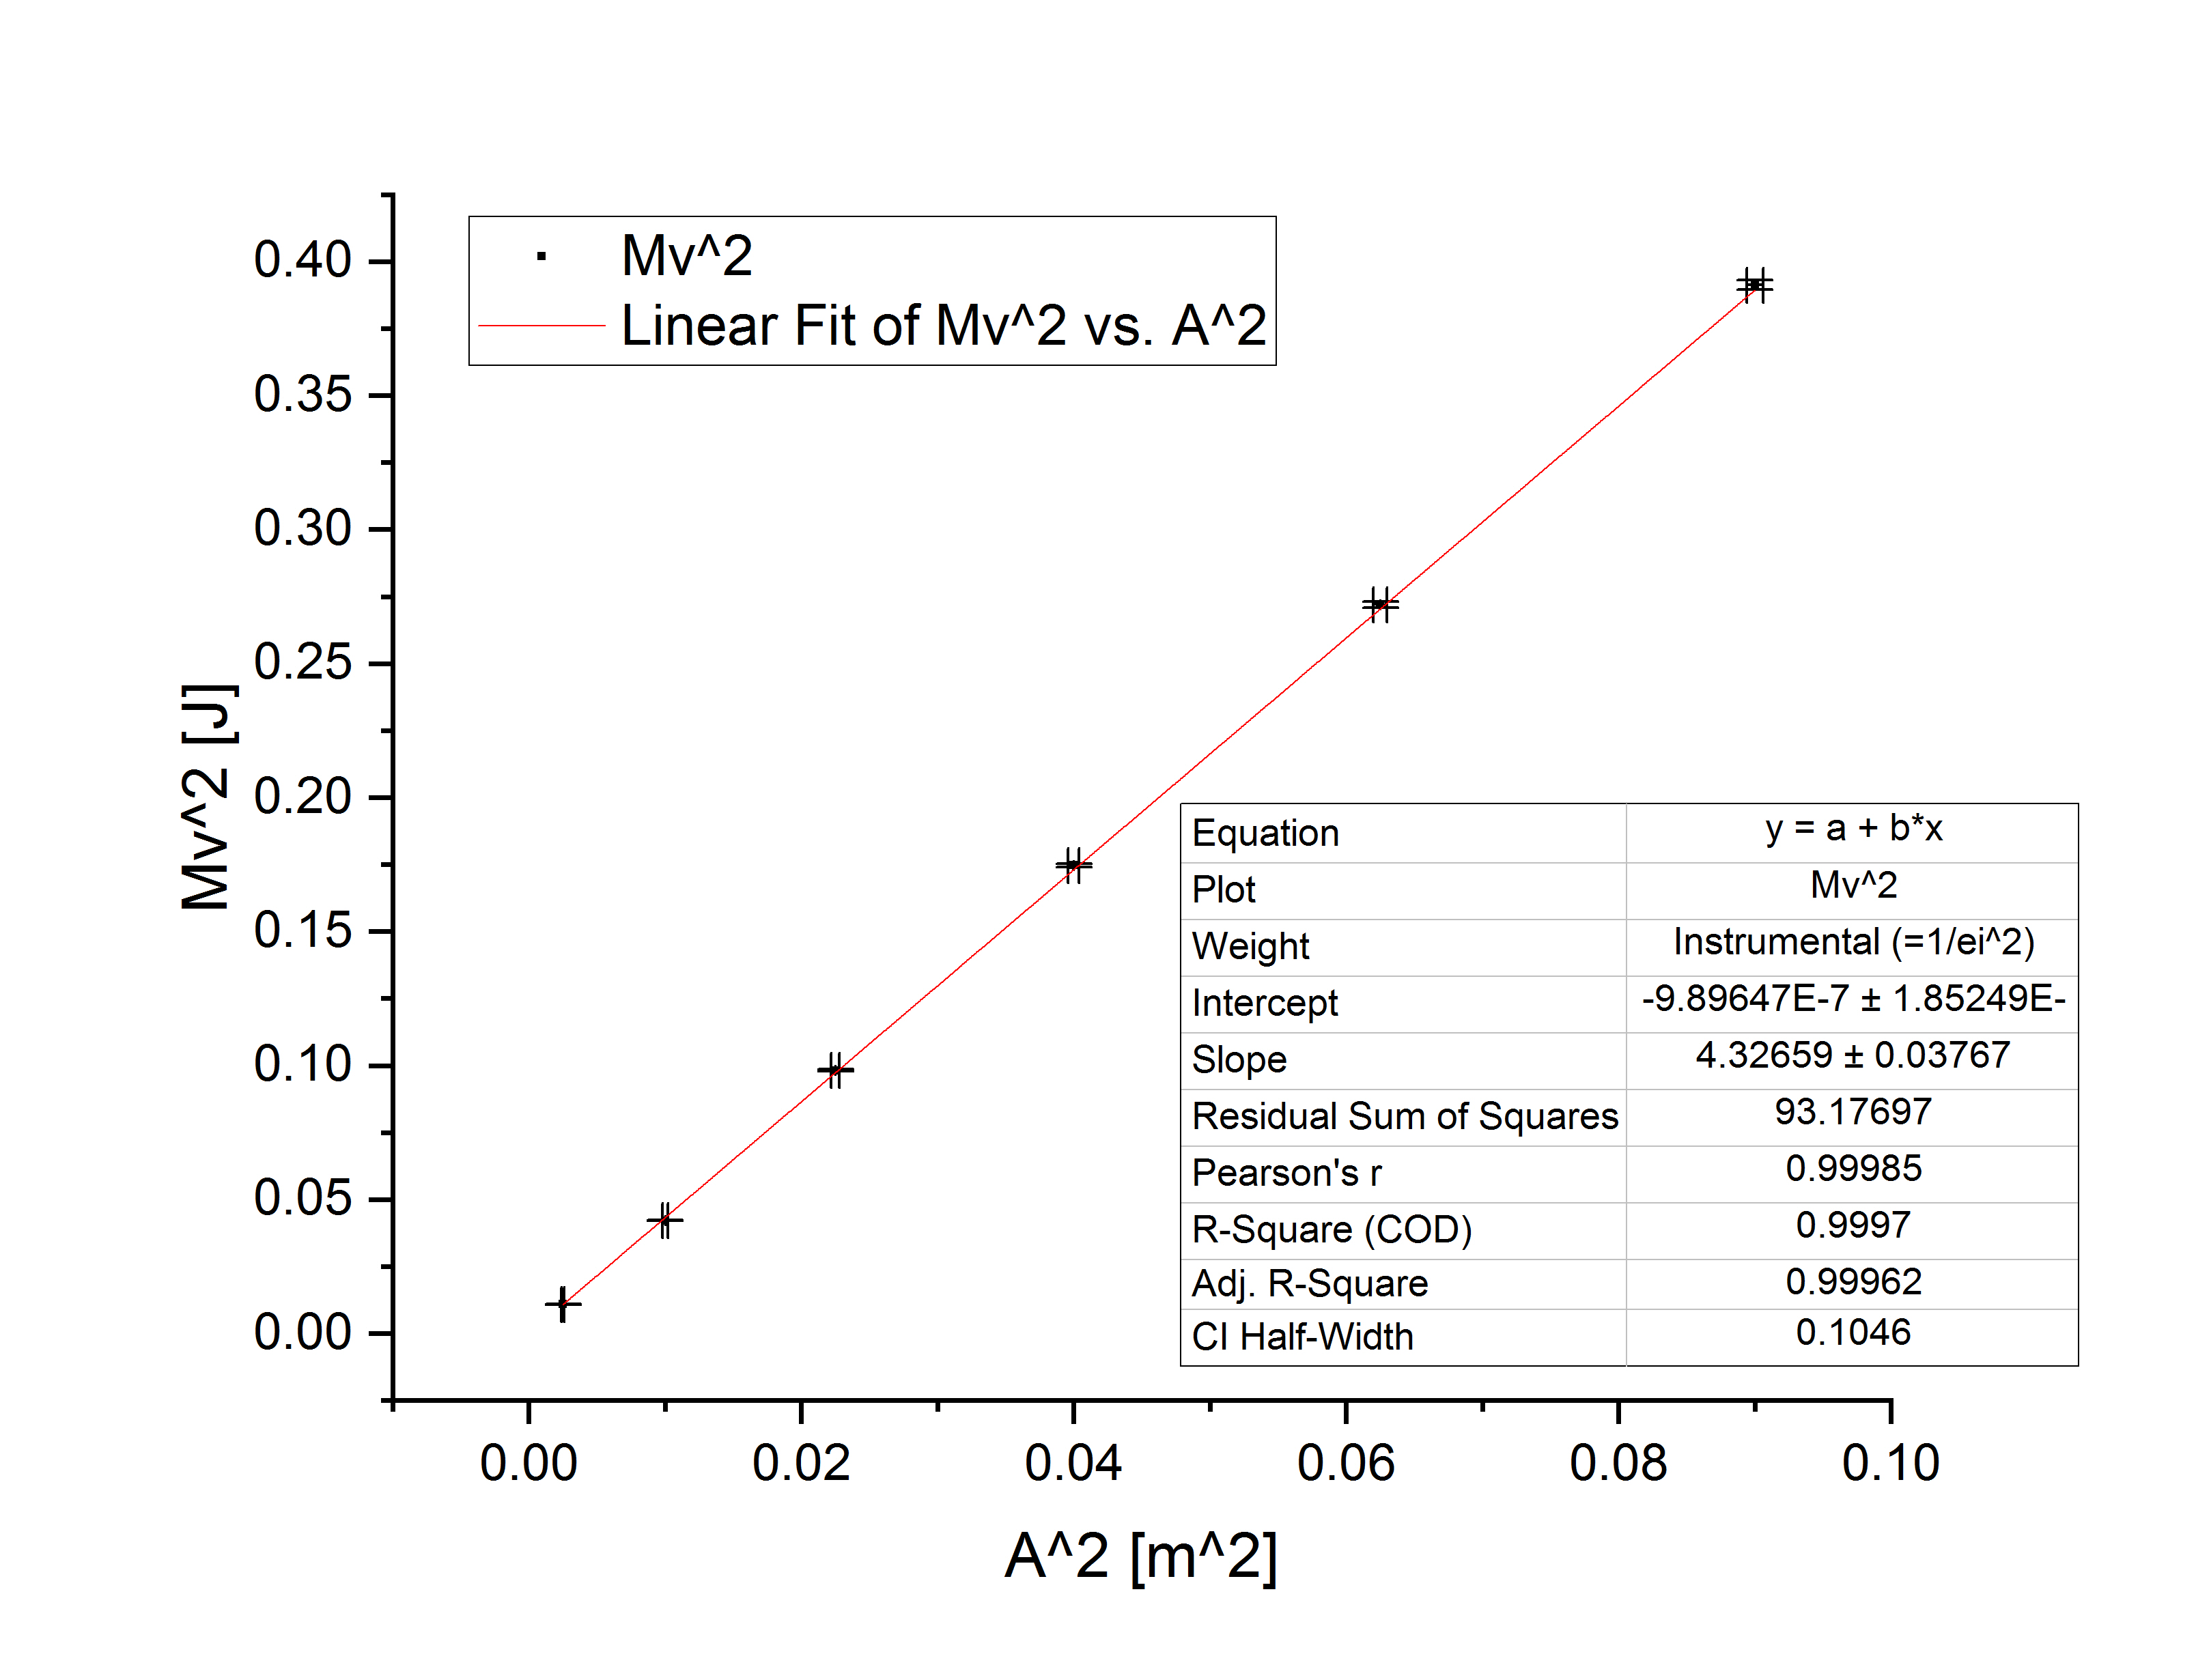 Mv^2
Linear Fit of Mv^2 vs. A^2
0.40
0.35
0.30
0.25
0.20
0.15
0.10
0.05
0.00
Mv^2 [J]
Equation y = a + b*x
Plot Mv^2
Weight Instrumental (=1/ei^2)
Intercept -9.89647E-7 ± 1.85249E-
Slope 4.32659 ± 0.03767
Residual Sum of Squares 93.17697
Pearson's r 0.99985
R-Square (COD) 0.9997
Adj. R-Square 0.99962
CI Half-Width 0.1046
0.00 0.02 0.04 0.06 0.08 0.10
A^2 [m^2]